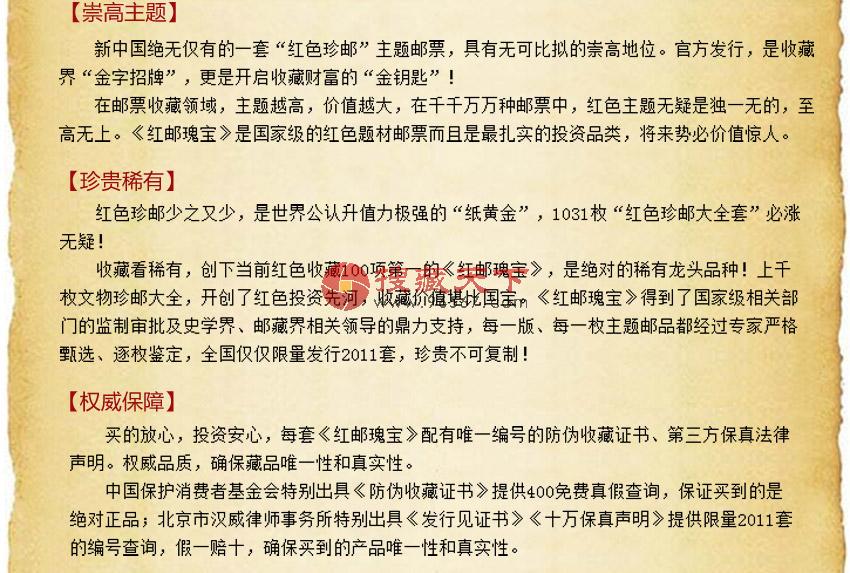 【崇高主题】
新中国绝无仅有的一套“红色珍邮”主题邮票，具有无可比拟的崇高地位。官方发行，是收藏
界“金字招牌”，更是开启收藏财富的“金钥匙”！
在邮票收藏领域，主题越高，价值越大，在千千万万种邮票中，红色主题无疑是独一无的，至
高无上。《红邮瑰宝》是国家级的红色题材邮票而且是最扎实的投资品类，将来势必价值惊人。
【珍贵稀有】
红色珍邮少之又少，是世界公认升值力极强的“纸黄金”，1031枚“红色珍邮大全套”必涨
无疑！
收藏看稀有，创下当前红色收藏100项第一的《红邮瑰宝》，是绝对的稀有龙头品种！上千
枚文物珍邮大全，开创了红色投资先河，收藏价值堪比国宝。《红邮瑰宝》得到了国家级相关部
门的监制审批及史学界、邮藏界相关领导的鼎力支持，每一版、每一枚主题邮品都经过专家严格
甄选、逐枚鉴定，全国仅仅限量发行2011套，珍贵不可复制！
搜藏天下
【权威保障】
买的放心，投资安心，每套《红邮瑰宝》配有唯一编号的防伪收藏证书、第三方保真法律
声明。权威品质，确保藏品唯一性和真实性。
中国保护消费者基金会特别出具《防伪收藏证书》提供400免费真假查询，保证买到的是
绝对正品；北京市汉威律师事务所特别出具《发行见证书》《十万保真声明》提供限量2011套
的编号查询，假一赔十，确保买到的产品唯一性和真实性。